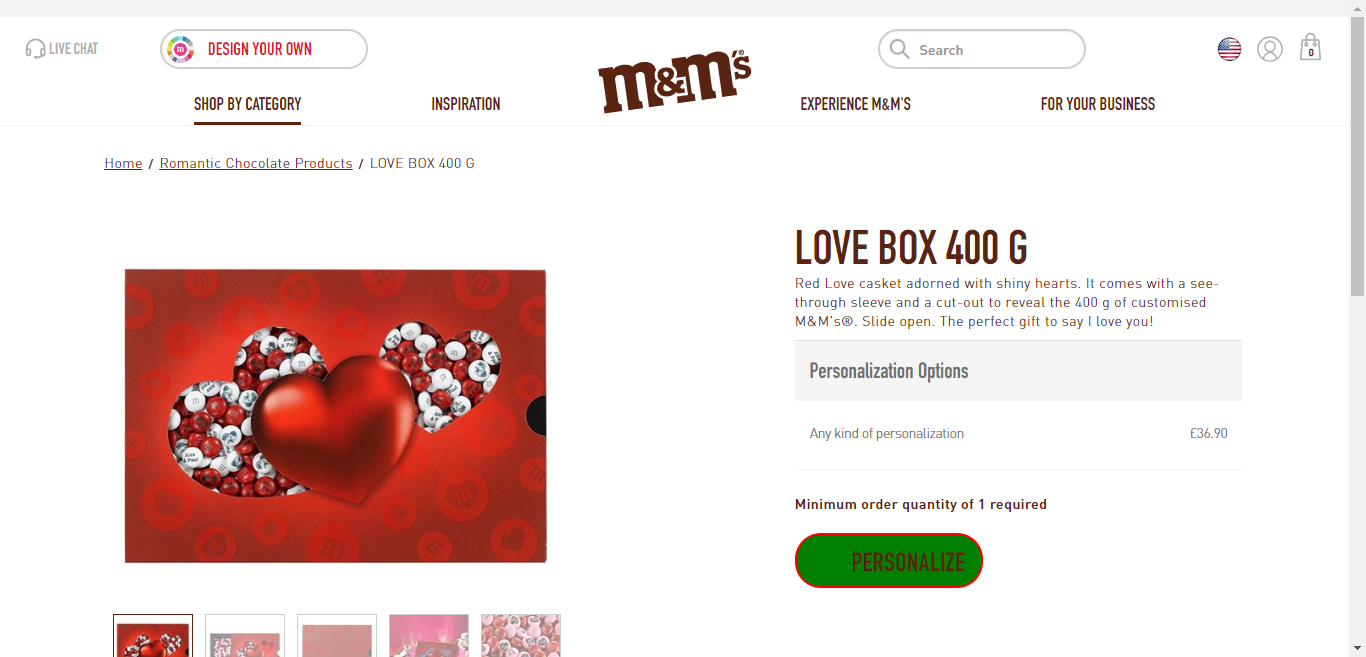 LIVE CHAT
DESIGN YOUR OWN
m&m's®
Search
0
SHOP BY CATEGORY
INSPIRATION
EXPERIENCE M&M'S
FOR YOUR BUSINESS
Home / Romantic Chocolate Products / LOVE BOX 400 G
LOVE BOX 400 G
Red Love casket adorned with shiny hearts. It comes with a see-
through sleeve and a cut-out to reveal the 400 g of customised
M&M's®. Slide open. The perfect gift to say I love you!
Personalization Options
Any kind of personalization £36.90
Minimum order quantity of 1 required
PERSONALIZE